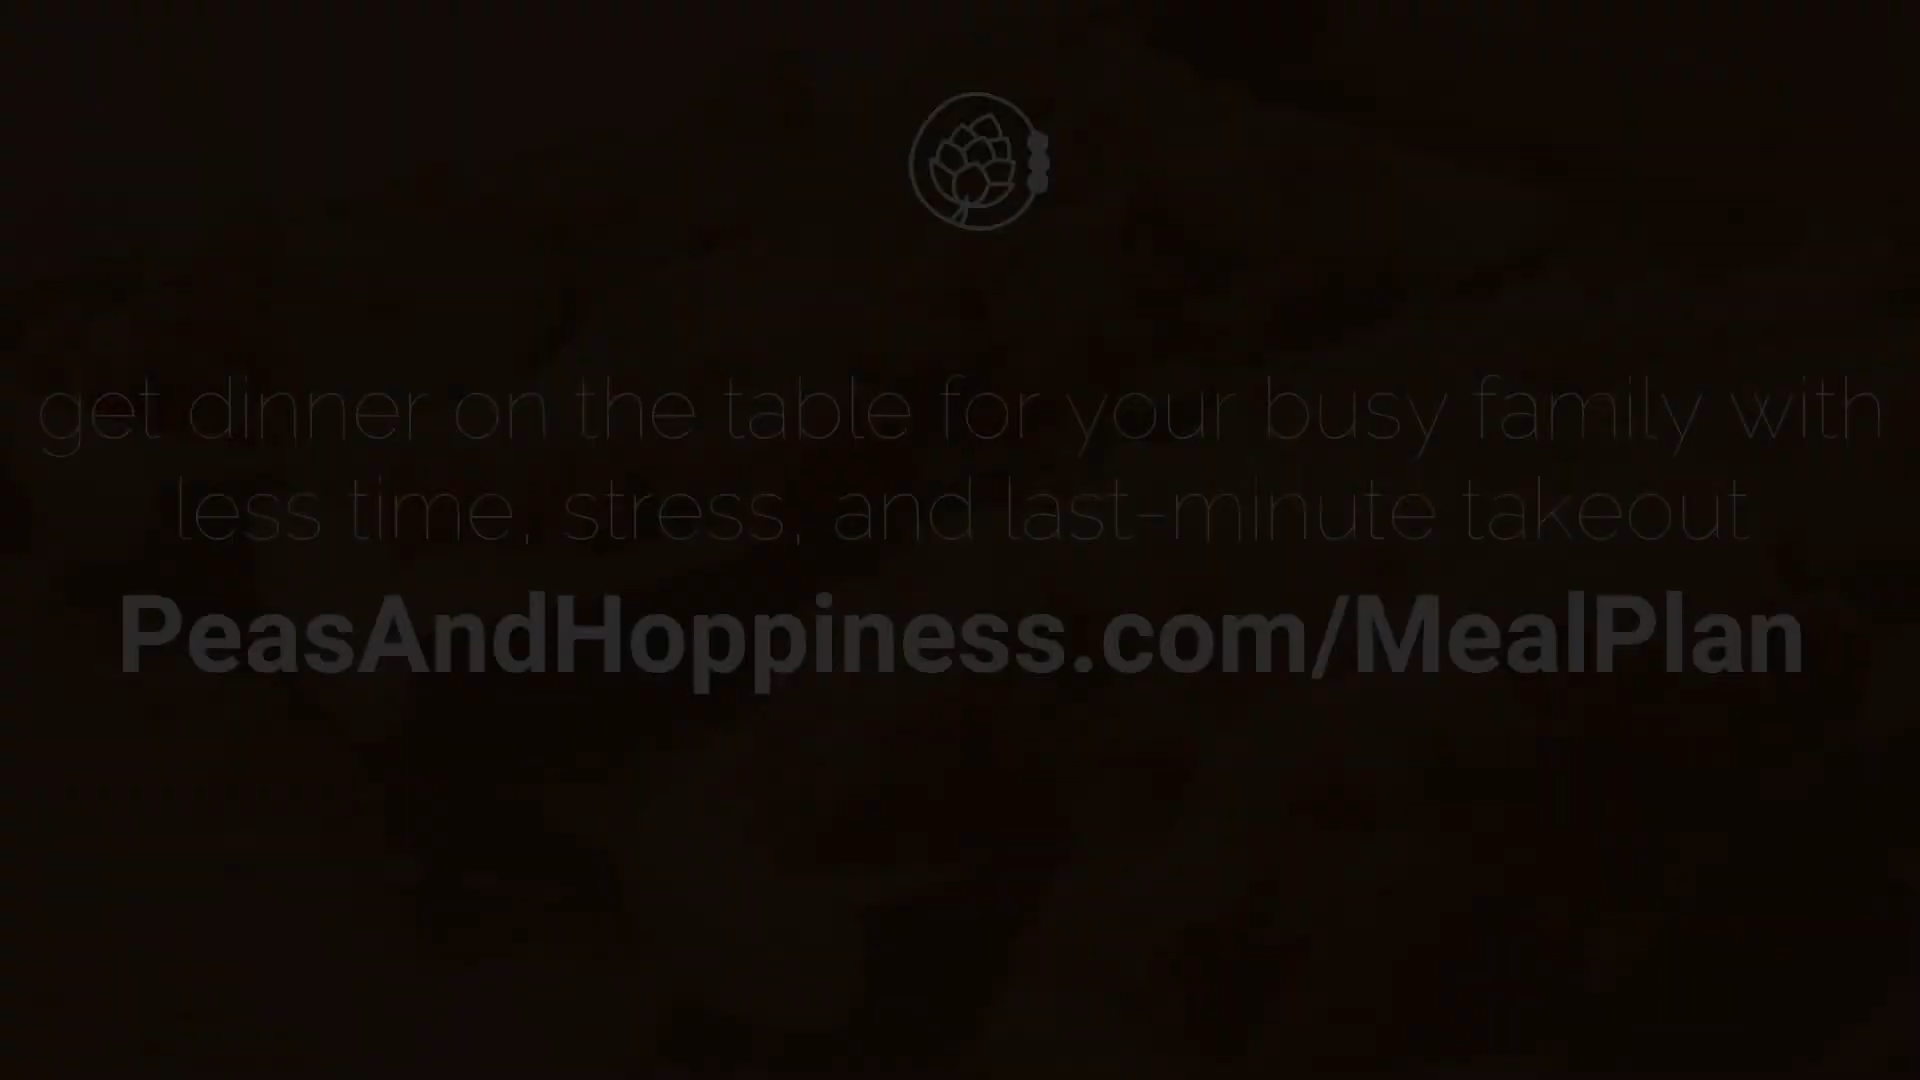 get dinner on the table for your busy family with
less time, stress, and last-minute takeout
PeasAndHoppiness.com/MealPlan